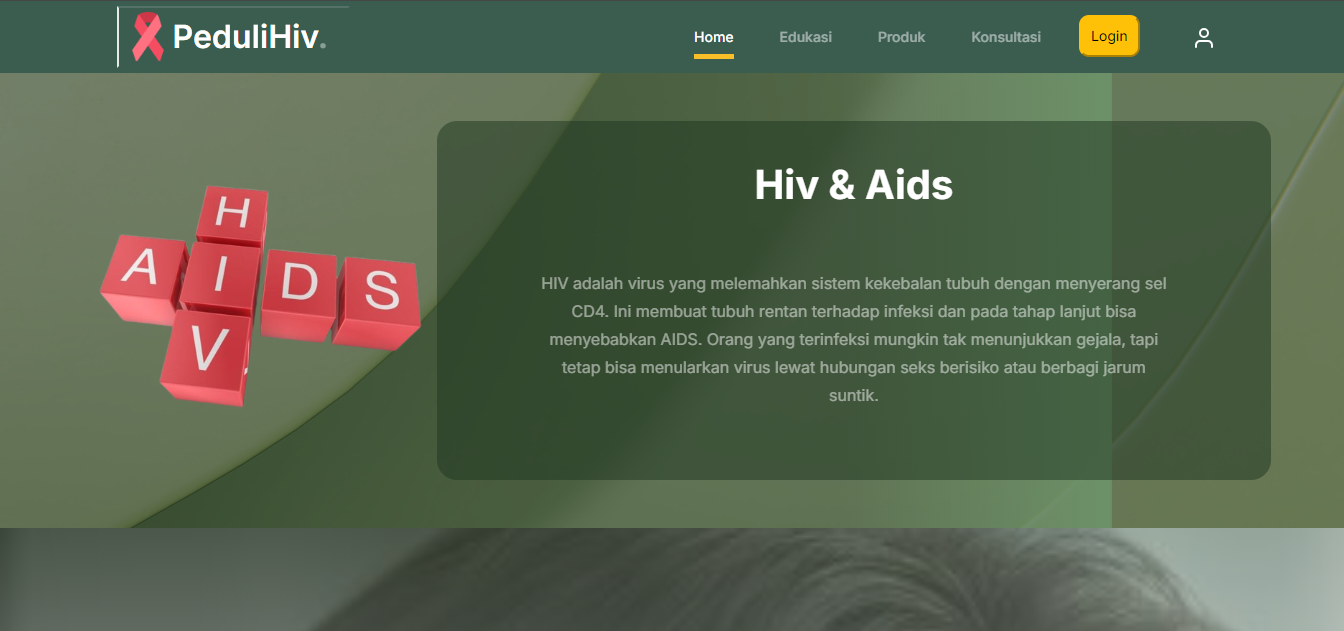 PeduliHiv.
Home
Edukasi
Produk
Konsultasi
Login
H
A I D S
V
Hiv & Aids
HIV adalah virus yang melemahkan sistem kekebalan tubuh dengan menyerang sel
CD4. Ini membuat tubuh rentan terhadap infeksi dan pada tahap lanjut bisa
menyebabkan AIDS. Orang yang terinfeksi mungkin tak menunjukkan gejala, tapi
tetap bisa menularkan virus lewat hubungan seks berisiko atau berbagi jarum
suntik.